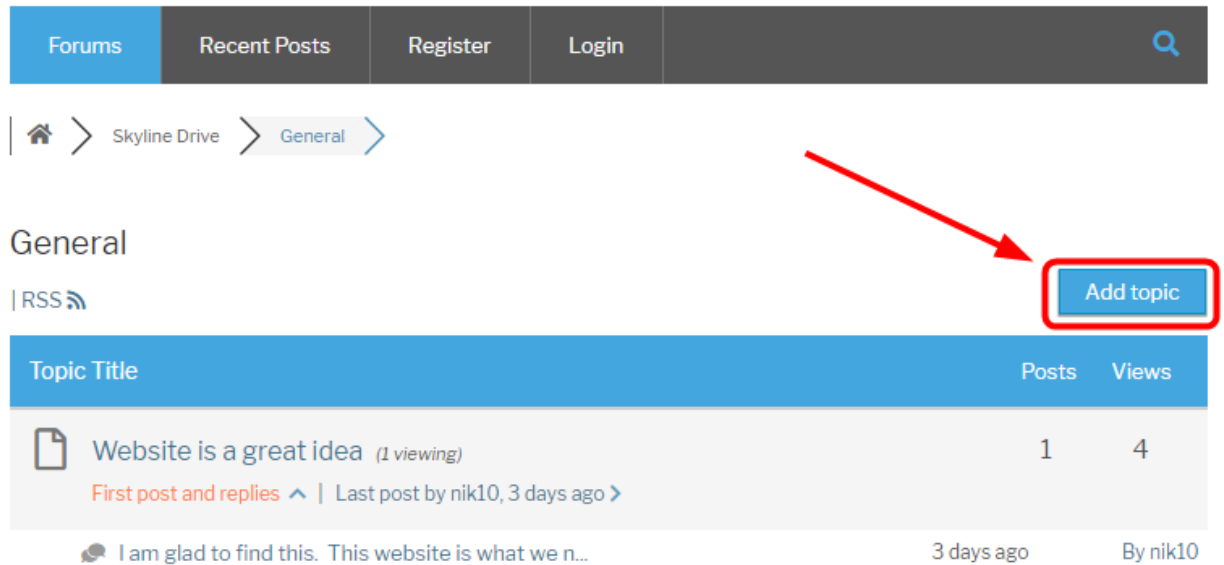 Forums Recent Posts Register Login
Skyline Drive General
General
| RSS
Add topic
Topic Title Posts Views
Website is a great idea (1 viewing) 1 4
First post and replies | Last post by nik10, 3 days ago
I am glad to find this. This website is what we n... 3 days ago By nik10